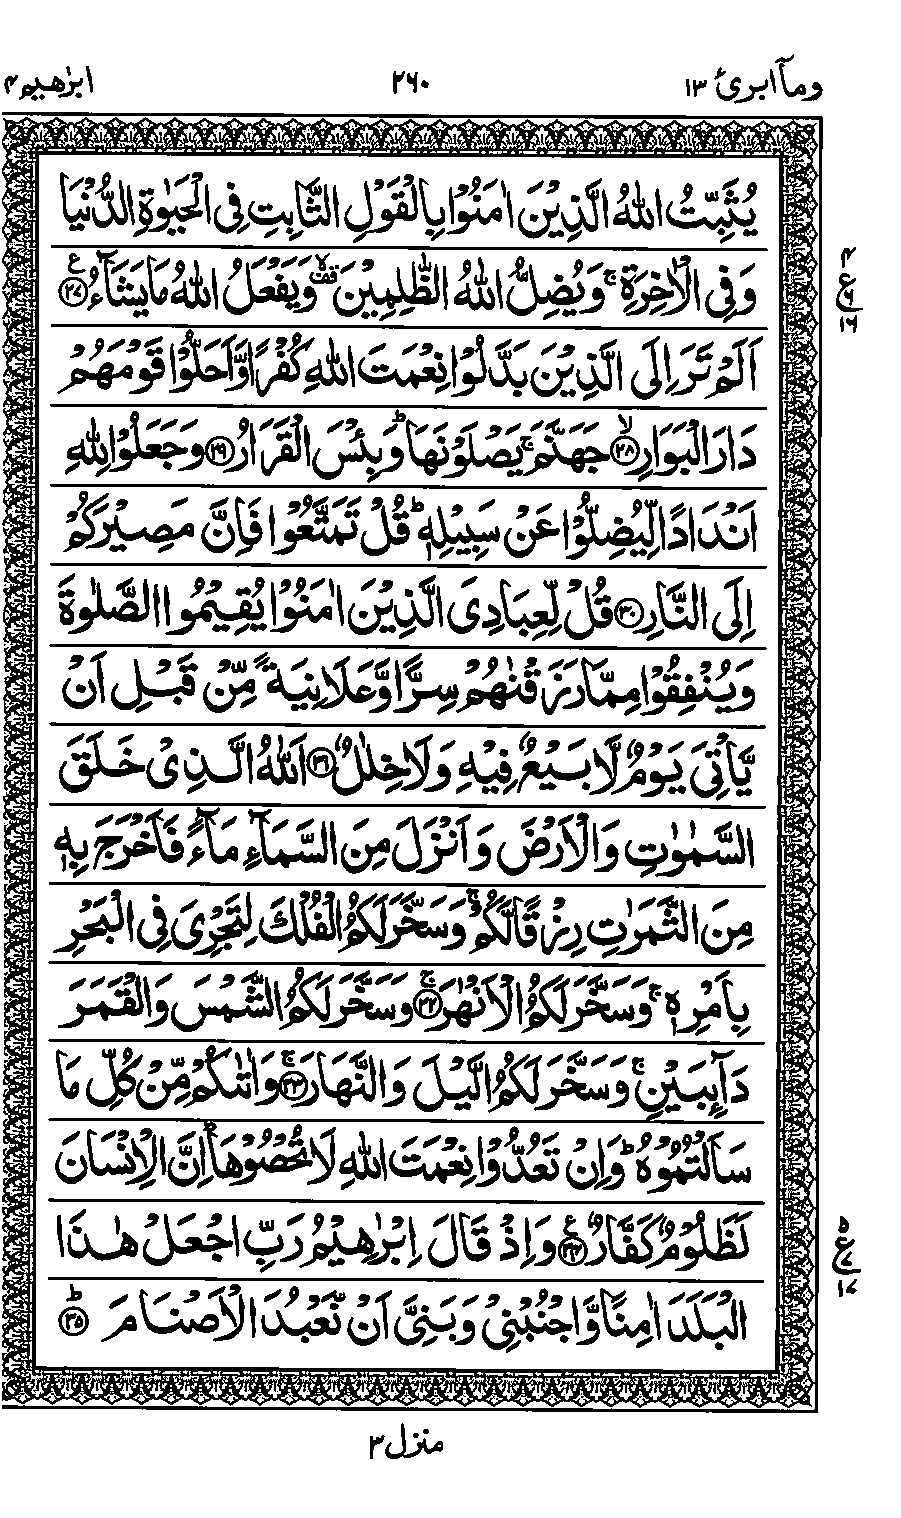 وما ابرئ ١٣
٢٦٠
ابرٰهيم ١٤
يُثَبِّتُ اللّٰهُ الَّذِيْنَ اٰمَنُوْا بِالْقَوْلِ الثَّابِتِ فِى الْحَيٰوةِ الدُّنْيَا
وَفِى الْاٰخِرَةِ ۚ وَيُضِلُّ اللّٰهُ الظّٰلِمِيْنَ ۙ قف وَيَفْعَلُ اللّٰهُ مَا يَشَآءُ ﴿٢٧﴾ ع
٤
ع
٦
١٦
اَلَمْ تَرَ اِلَى الَّذِيْنَ بَدَّلُوْا نِعْمَتَ اللّٰهِ كُفْرًا وَّاَحَلُّوْا قَوْمَهُمْ
دَارَ الْبَوَارِ ﴿٢٨﴾ۙ جَهَنَّمَ ۚ يَصْلَوْنَهَا ؕ وَبِئْسَ الْقَرَارُ ﴿٢٩﴾ وَجَعَلُوْا لِلّٰهِ
اَنْدَادًا لِّيُضِلُّوْا عَنْ سَبِيْلِهٖ ؕ قُلْ تَمَتَّعُوْا فَاِنَّ مَصِيْرَكُمْ
اِلَى النَّارِ ﴿٣٠﴾ قُلْ لِّعِبَادِىَ الَّذِيْنَ اٰمَنُوْا يُقِيْمُوا الصَّلٰوةَ
وَيُنْفِقُوْا مِمَّا رَزَقْنٰهُمْ سِرًّا وَّعَلَانِيَةً مِّنْ قَبْلِ اَنْ
يَّاْتِىَ يَوْمٌ لَّا بَيْعٌ فِيْهِ وَلَا خِلٰلٌ ﴿٣١﴾ اَللّٰهُ الَّذِىْ خَلَقَ
السَّمٰوٰتِ وَالْاَرْضَ وَاَنْزَلَ مِنَ السَّمَآءِ مَآءً فَاَخْرَجَ بِهٖ
مِنَ الثَّمَرٰتِ رِزْقًا لَّكُمْ ۚ وَسَخَّرَ لَكُمُ الْفُلْكَ لِتَجْرِىَ فِى الْبَحْرِ
بِاَمْرِهٖ ۚ وَسَخَّرَ لَكُمُ الْاَنْهٰرَ ﴿٣٢﴾ۚ وَسَخَّرَ لَكُمُ الشَّمْسَ وَالْقَمَرَ
دَآئِبَيْنِ ۚ وَسَخَّرَ لَكُمُ الَّيْلَ وَالنَّهَارَ ﴿٣٣﴾ۚ وَاٰتٰىكُمْ مِّنْ كُلِّ مَا
سَاَلْتُمُوْهُ ؕ وَاِنْ تَعُدُّوْا نِعْمَتَ اللّٰهِ لَا تُحْصُوْهَا ؕ اِنَّ الْاِنْسَانَ
لَظَلُوْمٌ كَفَّارٌ ﴿٣٤﴾ ع وَاِذْ قَالَ اِبْرٰهِيْمُ رَبِّ اجْعَلْ هٰذَا
٥
ع
٧
١٧
الْبَلَدَ اٰمِنًا وَّاجْنُبْنِىْ وَبَنِىَّ اَنْ نَّعْبُدَ الْاَصْنَامَ ﴿٣٥﴾ؕ
منزل ٣